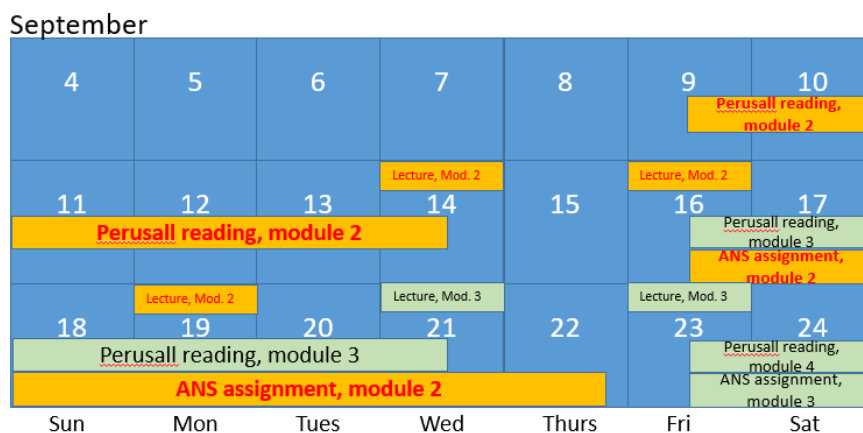 September
4 5 6 7 8 9 10
Perusall reading,
module 2
Lecture, Mod. 2 Lecture, Mod. 2
11 12 13 14 15 16 17
Perusall reading, module 2
Perusall reading,
module 3
ANS assignment,
module 2
Lecture, Mod. 2 Lecture, Mod. 3 Lecture, Mod. 3
18 19 20 21 22 23 24
Perusall reading, module 3
Perusall reading,
module 4
ANS assignment, module 2
ANS assignment,
module 3
Sun Mon Tues Wed Thurs Fri Sat